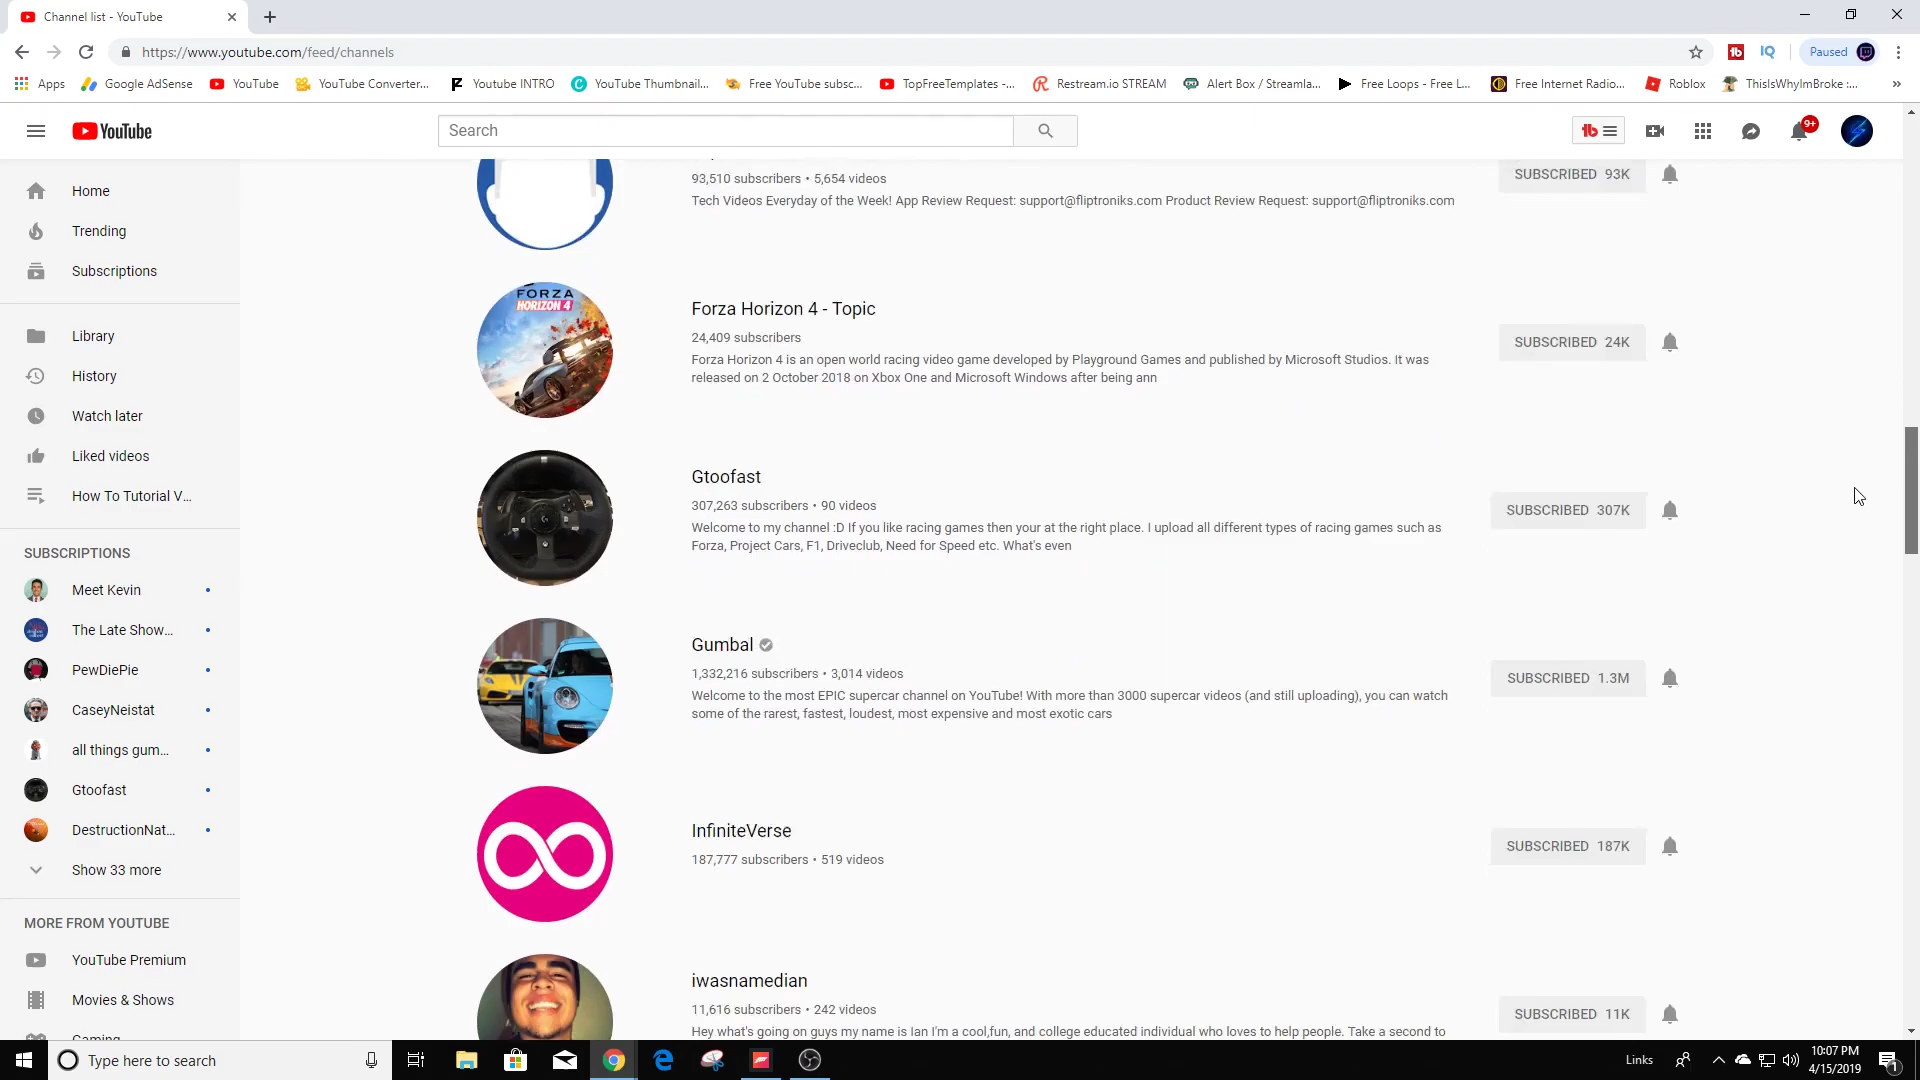 Channel list - YouTube
https://www.youtube.com/feed/channels
Paused
Apps
Google AdSense
YouTube
YouTube Converter...
Youtube INTRO
YouTube Thumbnail...
Free YouTube subsc...
TopFreeTemplates -...
Restream.io STREAM
Alert Box / Streamla...
Free Loops - Free L...
Free Internet Radio...
Roblox
ThisIsWhyImBroke :...
YouTube
Search
9+
Home
Trending
Subscriptions
Library
History
Watch later
Liked videos
How To Tutorial V...
SUBSCRIPTIONS
Meet Kevin
The Late Show...
PewDiePie
CaseyNeistat
all things gum...
Gtoofast
DestructionNat...
Show 33 more
MORE FROM YOUTUBE
YouTube Premium
Movies & Shows
93,510 subscribers • 5,654 videos
Tech Videos Everyday of the Week! App Review Request: support@fliptroniks.com Product Review Request: support@fliptroniks.com
SUBSCRIBED 93K
FORZA
HORIZON 4
Forza Horizon 4 - Topic
24,409 subscribers
Forza Horizon 4 is an open world racing video game developed by Playground Games and published by Microsoft Studios. It was
released on 2 October 2018 on Xbox One and Microsoft Windows after being ann
SUBSCRIBED 24K
Gtoofast
307,263 subscribers • 90 videos
Welcome to my channel :D If you like racing games then your at the right place. I upload all different types of racing games such as
Forza, Project Cars, F1, Driveclub, Need for Speed etc. What's even
SUBSCRIBED 307K
Gumbal
1,332,216 subscribers • 3,014 videos
Welcome to the most EPIC supercar channel on YouTube! With more than 3000 supercar videos (and still uploading), you can watch
some of the rarest, fastest, loudest, most expensive and most exotic cars
SUBSCRIBED 1.3M
InfiniteVerse
187,777 subscribers • 519 videos
SUBSCRIBED 187K
iwasnamedian
11,616 subscribers • 242 videos
Hey what's going on guys my name is Ian I'm a cool,fun, and college educated individual who loves to help people. Take a second to
SUBSCRIBED 11K
Type here to search
Links
10:07 PM
4/15/2019
1